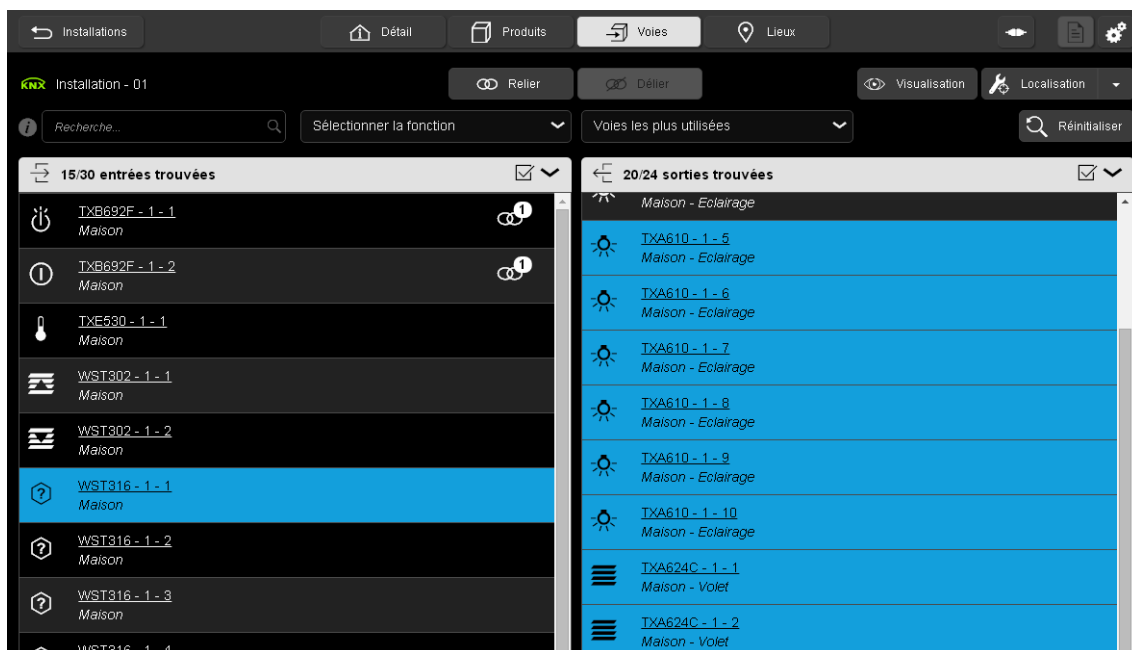 Installations
Détail
Produits
Voies
Lieux
KNX Installation - 01
Relier
Délier
Visualisation
Localisation
Recherche...
Sélectionner la fonction
Voies les plus utilisées
Réinitialiser
15/30 entrées trouvées
TXB692F - 1 - 1
1
Maison
TXB692F - 1 - 2
1
Maison
TXE530 - 1 - 1
Maison
WST302 - 1 - 1
Maison
WST302 - 1 - 2
Maison
WST316 - 1 - 1
Maison
WST316 - 1 - 2
Maison
WST316 - 1 - 3
Maison
WST316 - 1 - 4
20/24 sorties trouvées
Maison - Eclairage
TXA610 - 1 - 5
Maison - Eclairage
TXA610 - 1 - 6
Maison - Eclairage
TXA610 - 1 - 7
Maison - Eclairage
TXA610 - 1 - 8
Maison - Eclairage
TXA610 - 1 - 9
Maison - Eclairage
TXA610 - 1 - 10
Maison - Eclairage
TXA624C - 1 - 1
Maison - Volet
TXA624C - 1 - 2
Maison - Volet